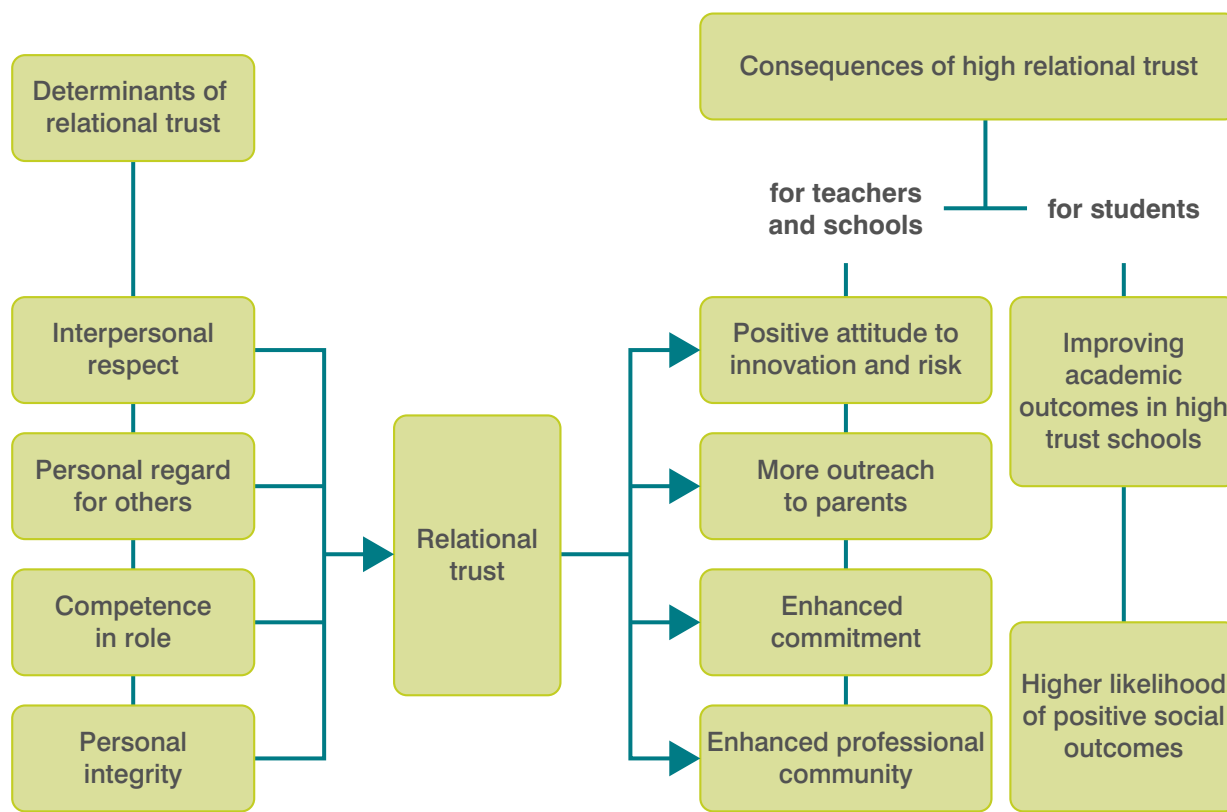 Determinants of
relational trust
Interpersonal
respect
Personal regard
for others
Competence
in role
Personal
integrity
Relational
trust
Consequences of high relational trust
for teachers
and schools
for students
Positive attitude to
innovation and risk
More outreach
to parents
Enhanced
commitment
Enhanced professional
community
Improving
academic
outcomes in high
trust schools
Higher likelihood
of positive social
outcomes